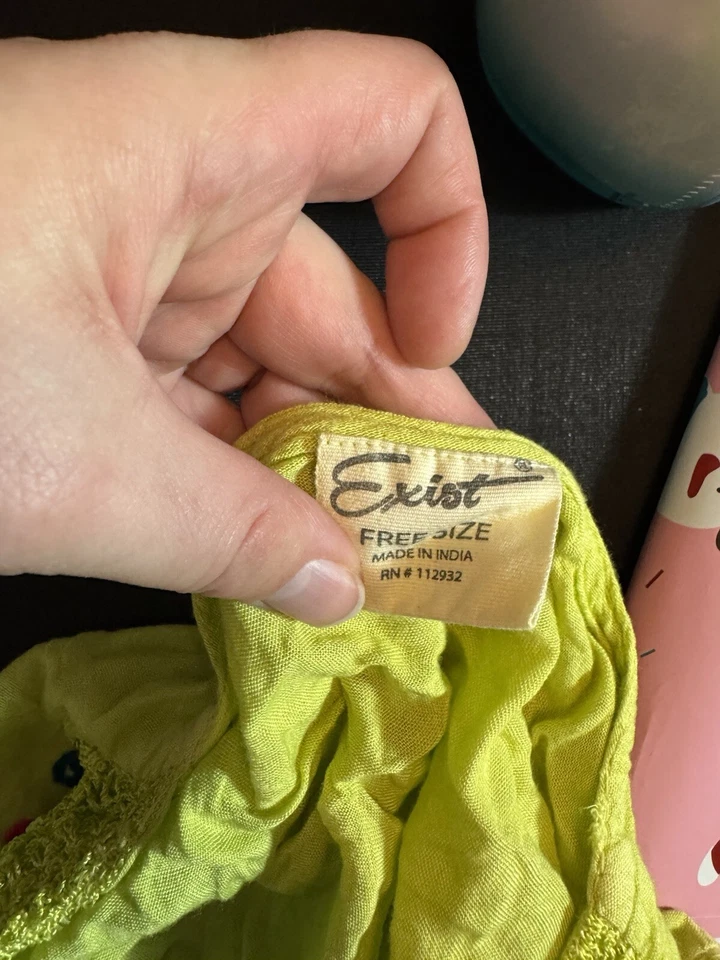 Exist®
FREE SIZE
MADE IN INDIA
RN # 112932